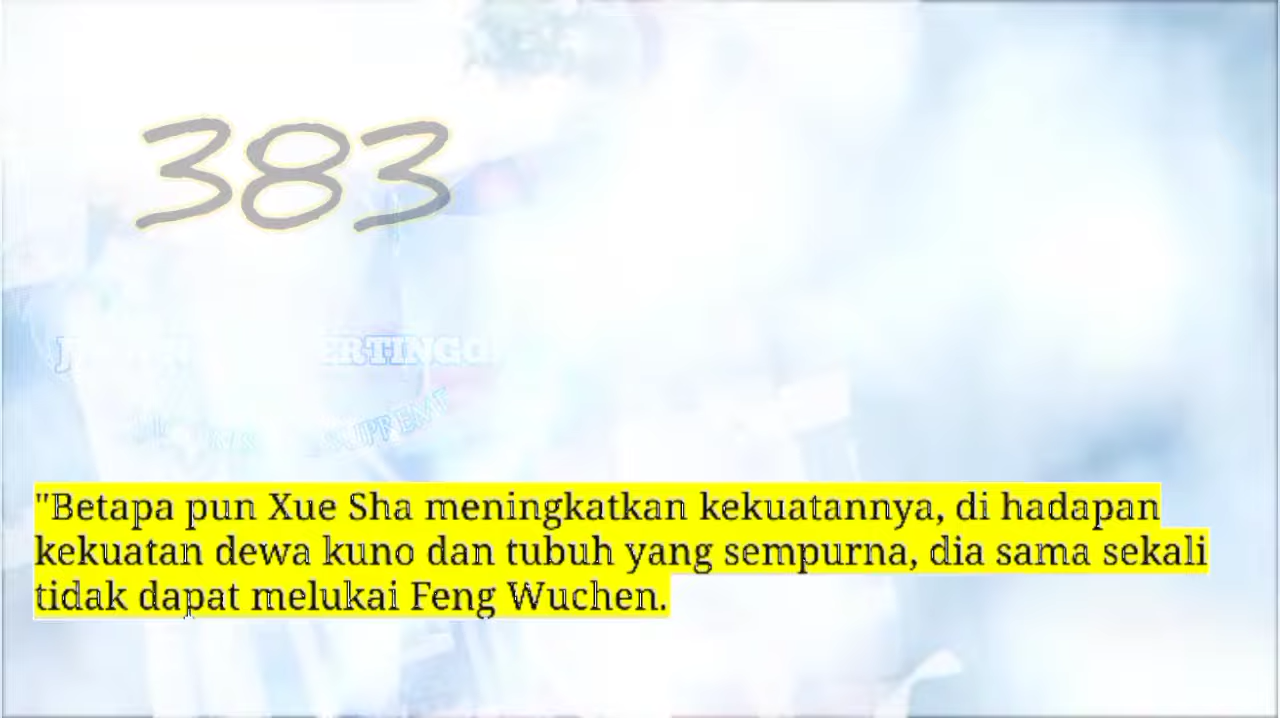 383
"Betapa pun Xue Sha meningkatkan kekuatannya, di hadapan
kekuatan dewa kuno dan tubuh yang sempurna, dia sama sekali
tidak dapat melukai Feng Wuchen.